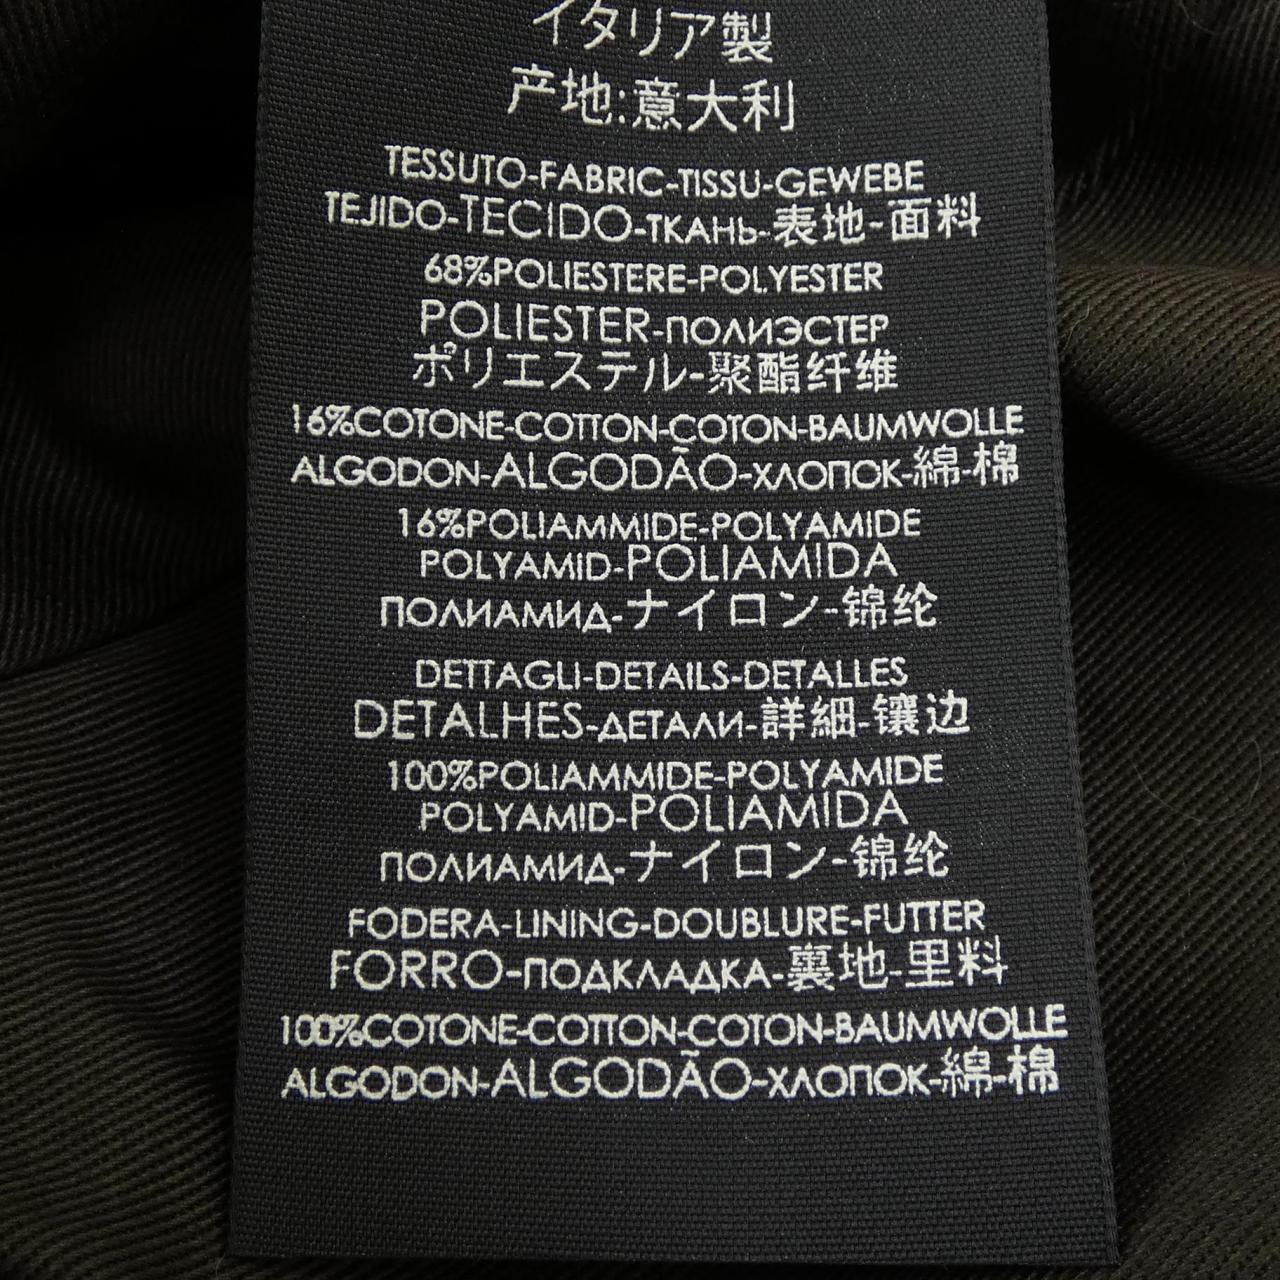 イタリア製
产地:意大利
TESSUTO-FABRIC-TISSU-GEWEBE
TEJIDO-TECIDO-ТКАНЬ-表地-面料
68%POLIESTERE-POLYESTER
POLIESTER-ПОЛИЭСТЕР
ポリエステル-聚酯纤维
16%COTONE-COTTON-COTON-BAUMWOLLE
ALGODON-ALGODÃO-ХЛОПОК-綿-棉
16%POLIAMMIDE-POLYAMIDE
POLYAMID-POLIAMIDA
ПОЛИАМИД-ナイロン-锦纶
DETTAGLI-DETAILS-DETALLES
DETALHES-ДЕТАЛИ-詳細-镶边
100%POLIAMMIDE-POLYAMIDE
POLYAMID-POLIAMIDA
ПОЛИАМИД-ナイロン-锦纶
FODERA-LINING-DOUBLURE-FUTTER
FORRO-ПОДКЛАДКА-裏地-里料
100%COTONE-COTTON-COTON-BAUMWOLLE
ALGODON-ALGODÃO-ХЛОПОК-綿-棉